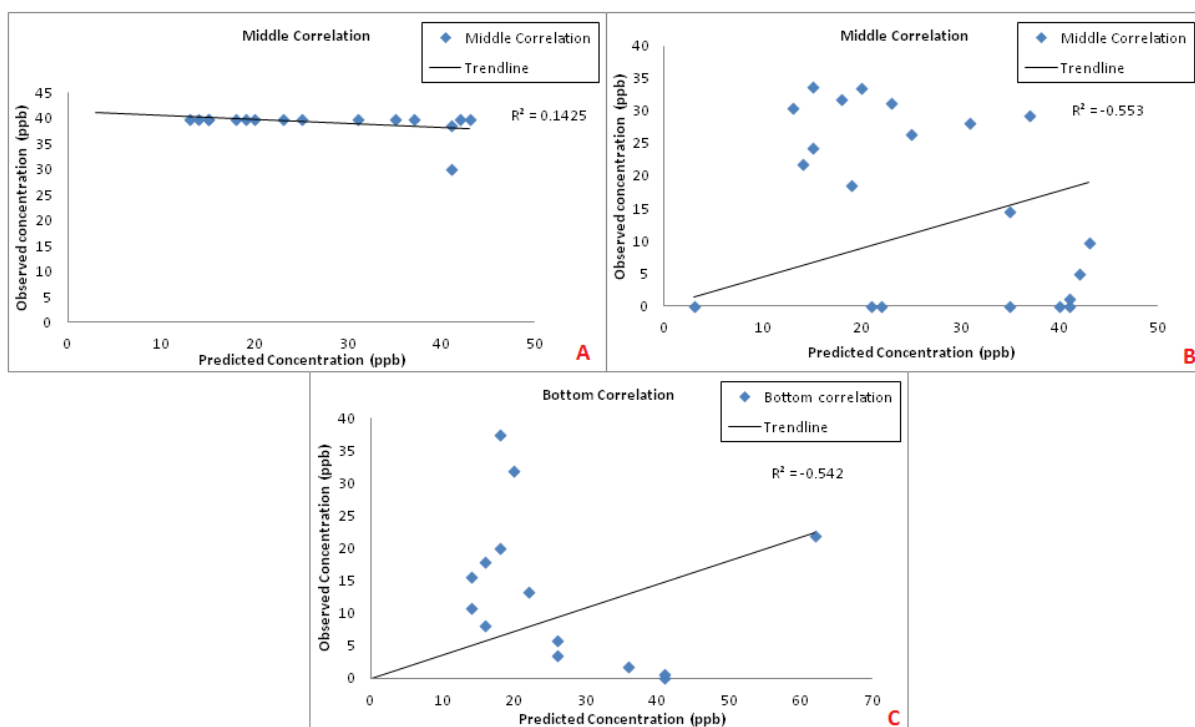 Middle Correlation
Middle Correlation
Trendline
R² = 0.1425
Observed concentration (ppb)
45
40
35
30
25
20
15
10
5
0
0 10 20 30 40 50
Predicted Concentration (ppb)
A
Middle Correlation
Middle Correlation
Trendline
R² = -0.553
Observed Concentration (ppb)
40
35
30
25
20
15
10
5
0
0 10 20 30 40 50
Predicted Concentration (ppb)
B
Bottom Correlation
Bottom correlation
Trendline
R² = -0.542
Observed Concentration (ppb)
40
35
30
25
20
15
10
5
0
0 10 20 30 40 50 60 70
Predicted Concentration (ppb)
C